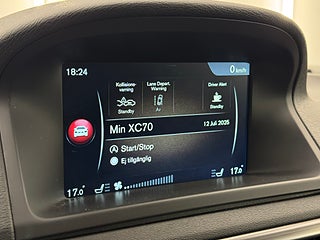 18:24
0 km/h
Kollisions-
varning
Lane Depart.
Warning
Driver Alert
Standby
Av
Standby
Min XC70
12 Juli 2025
Start/Stop
Ej tillgänglig
17.0°
17.0°